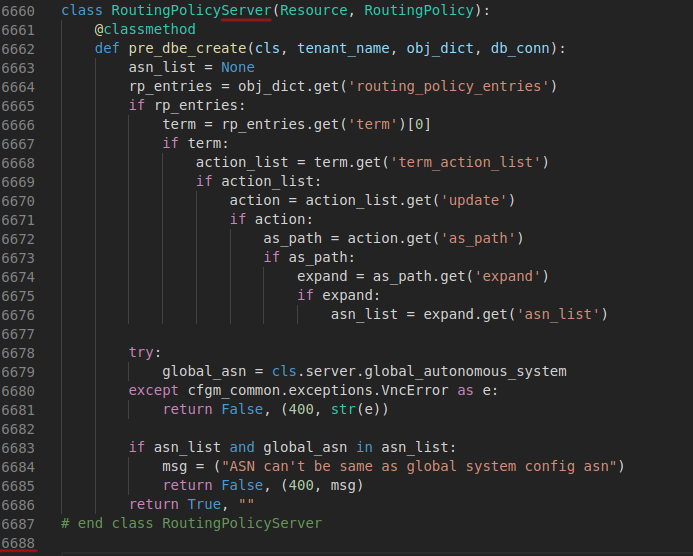 6660 class RoutingPolicyServer(Resource, RoutingPolicy):
6661     @classmethod
6662     def pre_dbe_create(cls, tenant_name, obj_dict, db_conn):
6663         asn_list = None
6664         rp_entries = obj_dict.get('routing_policy_entries')
6665         if rp_entries:
6666             term = rp_entries.get('term')[0]
6667             if term:
6668                 action_list = term.get('term_action_list')
6669                 if action_list:
6670                     action = action_list.get('update')
6671                     if action:
6672                         as_path = action.get('as_path')
6673                         if as_path:
6674                             expand = as_path.get('expand')
6675                             if expand:
6676                                 asn_list = expand.get('asn_list')
6677
6678         try:
6679             global_asn = cls.server.global_autonomous_system
6680         except cfgm_common.exceptions.VncError as e:
6681             return False, (400, str(e))
6682
6683         if asn_list and global_asn in asn_list:
6684             msg = ("ASN can't be same as global system config asn")
6685             return False, (400, msg)
6686         return True, ""
6687 # end class RoutingPolicyServer
6688